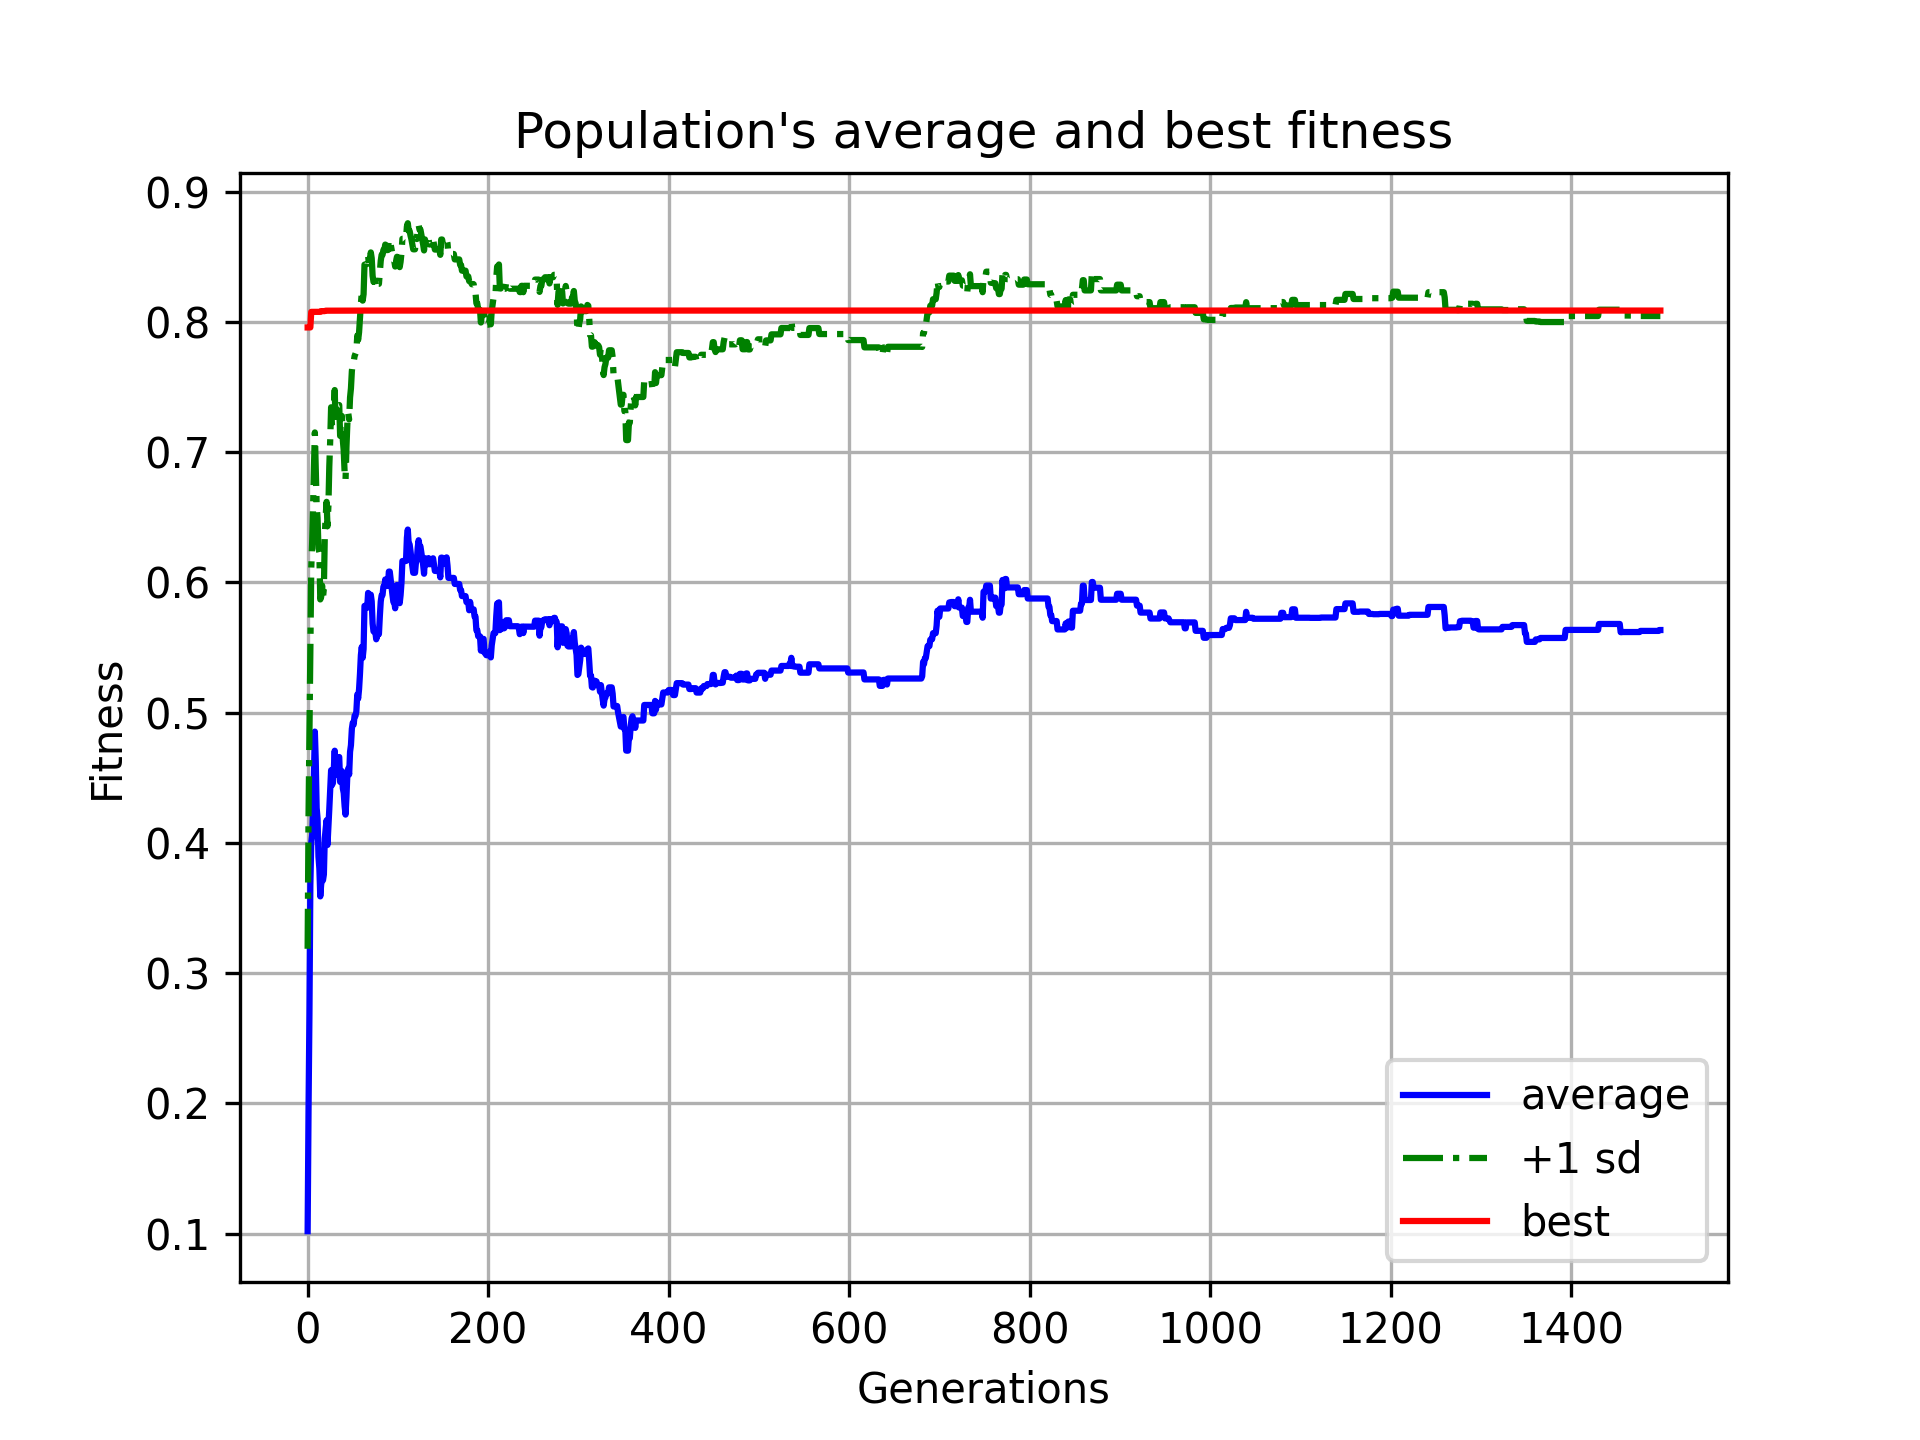 Population's average and best fitness
0.9
0.8
0.7
0.6
0.5
0.4
0.3
0.2
0.1
Fitness
0 200 400 600 800 1000 1200 1400
Generations
average
+1 sd
best